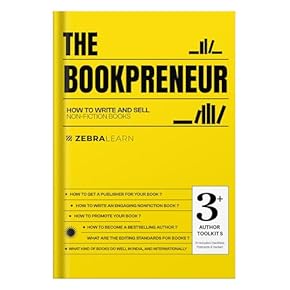 THE
BOOKPRENEUR
HOW TO WRITE AND SELL
NON-FICTION BOOKS
ZEBRALEARN
HOW TO GET A PUBLISHER FOR YOUR BOOK ?
HOW TO WRITE AN ENGAGING NONFICTION BOOK ?
HOW TO PROMOTE YOUR BOOK ?
HOW TO BECOME A BESTSELLING AUTHOR ?
WHAT ARE THE EDITING STANDARDS FOR BOOKS ?
WHAT KIND OF BOOKS DO WELL IN INDIA, AND INTERNATIONALLY
3+
AUTHOR
TOOLKITS